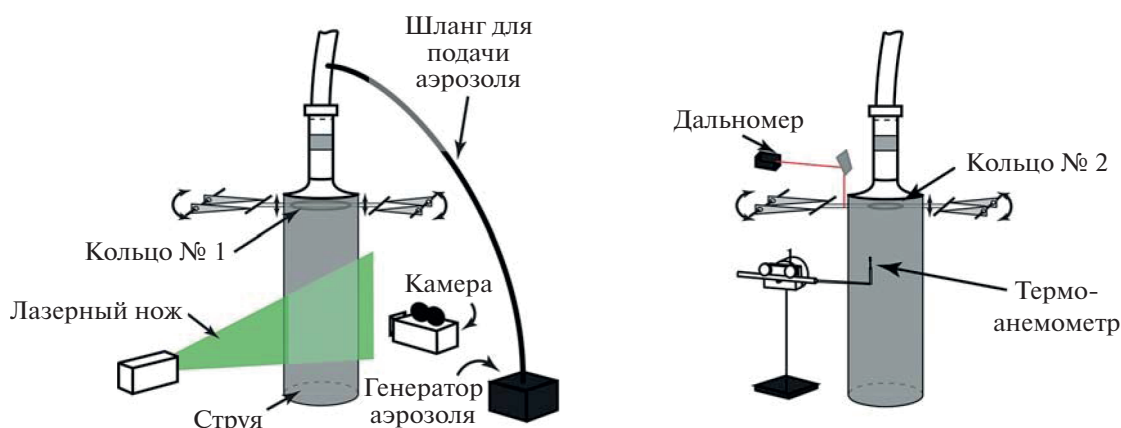 Шланг для
подачи
аэрозоля
Кольцо № 1
Лазерный нож
Камера
Генератор
аэрозоля
Струя
Дальномер
Кольцо № 2
Термо-
анемометр